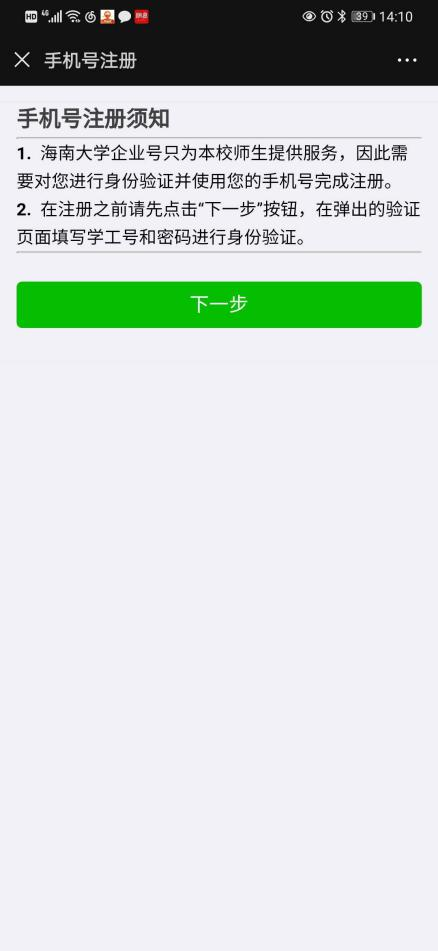 HD 4G 39 14:10
手机号注册
手机号注册须知
1. 海南大学企业号只为本校师生提供服务，因此需
要对您进行身份验证并使用您的手机号完成注册。
2. 在注册之前请先点击“下一步”按钮，在弹出的验证
页面填写学工号和密码进行身份验证。
下一步